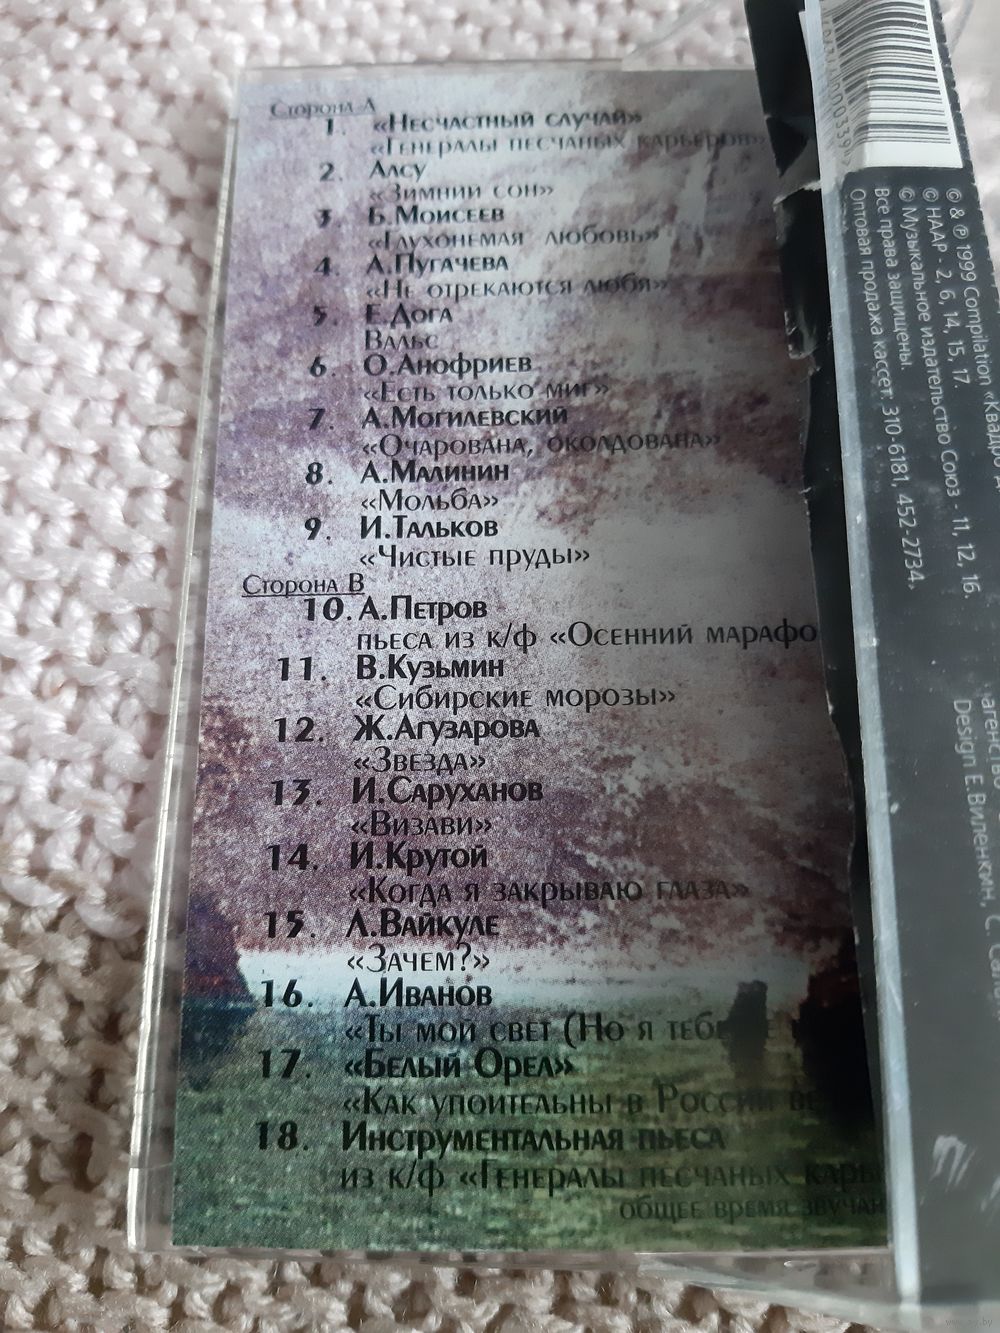 Сторона А
1. «Несчастный случай»
«Генералы песчаных карьеров»
2. Алсу
«Зимний сон»
3. Б.Моисеев
«Глухонемая любовь»
4. А.Пугачева
«Не отрекаются любя»
5. Е.Дога
Вальс
6. О.Анофриев
«Есть только миг»
7. А.Могилевский
«Очарована, околдована»
8. А.Малинин
«Мольба»
9. И.Тальков
«Чистые пруды»
Сторона В
10. А.Петров
пьеса из к/ф «Осенний марафо
11. В.Кузьмин
«Сибирские морозы»
12. Ж.Агузарова
«Звезда»
13. И.Саруханов
«Визави»
14. И.Крутой
«Когда я закрываю глаза»
15. Л.Вайкуле
«Зачем?»
16. А.Иванов
«Ты мой свет (Но я теб
17. «Белый Орел»
«Как упоительны в России ве
18. Инструментальная пьеса
из к/ф «Генералы песчаных карь
общее время звучан
© & ℗ 1999 Compilation «Квадро
© НААР - 2, 6, 14, 15, 17.
© Музыкальное издательство Союз - 11, 12, 16.
Все права защищены.
Оптовая продажа кассет: 310-6181, 452-2734.
Design Е.Виленкин, С.